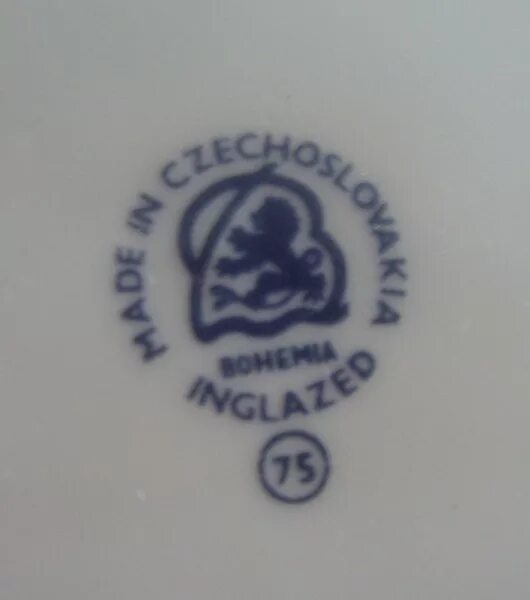 MADE IN CZECHOSLOVAKIA
BOHEMIA
INGLAZED
75